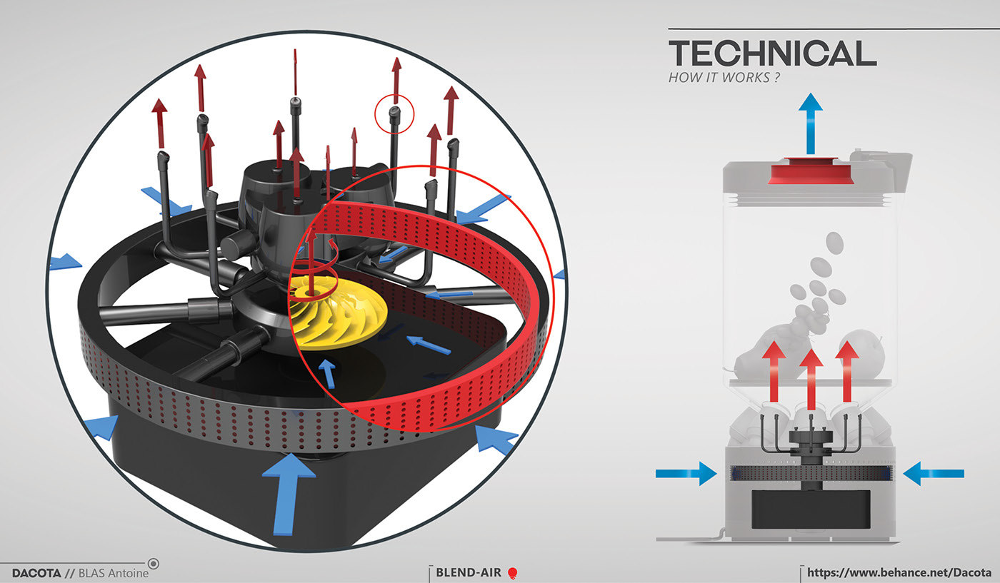 TECHNICAL
HOW IT WORKS ?
DACOTA // BLAS Antoine
BLEND-AIR
https://www.behance.net/Dacota